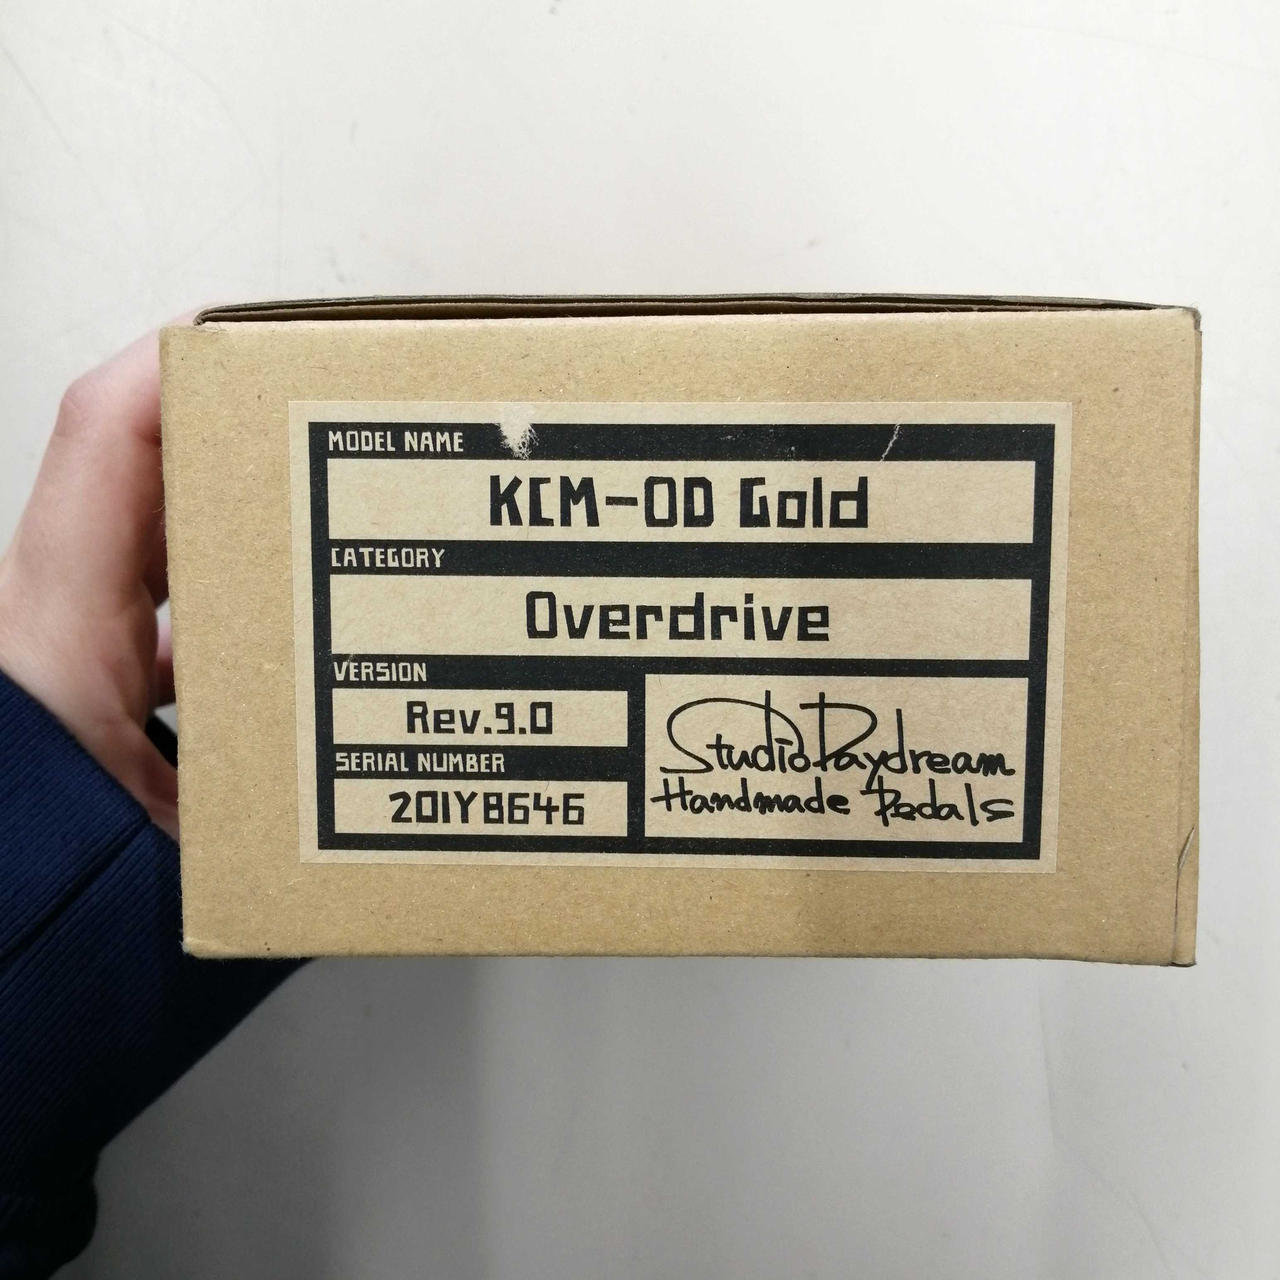 MODEL NAME
KCM-OD Gold
CATEGORY
Overdrive
VERSION
Rev.9.0
SERIAL NUMBER
201Y8646
StudioDaydream
Handmade Pedals